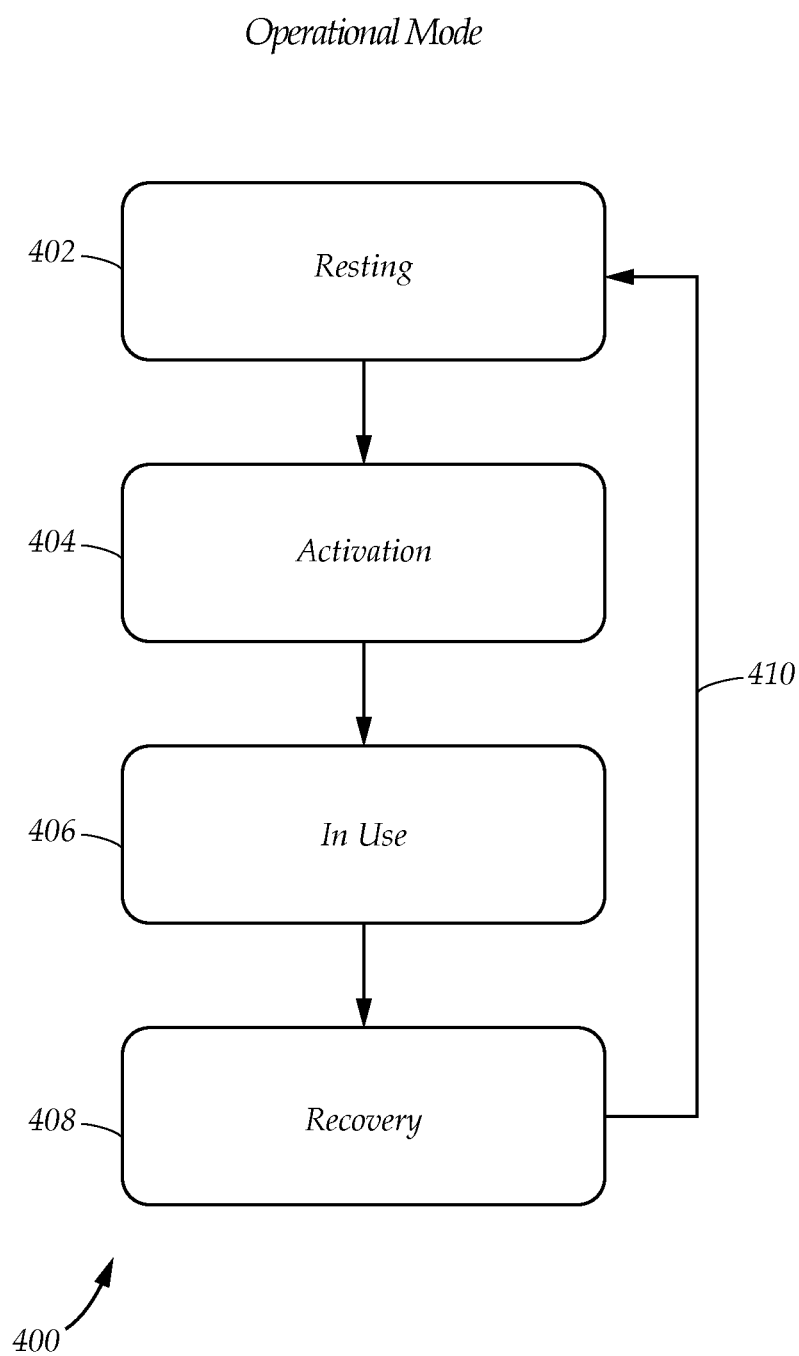 Operational Mode
402
Resting
404
Activation
410
406
In Use
408
Recovery
400